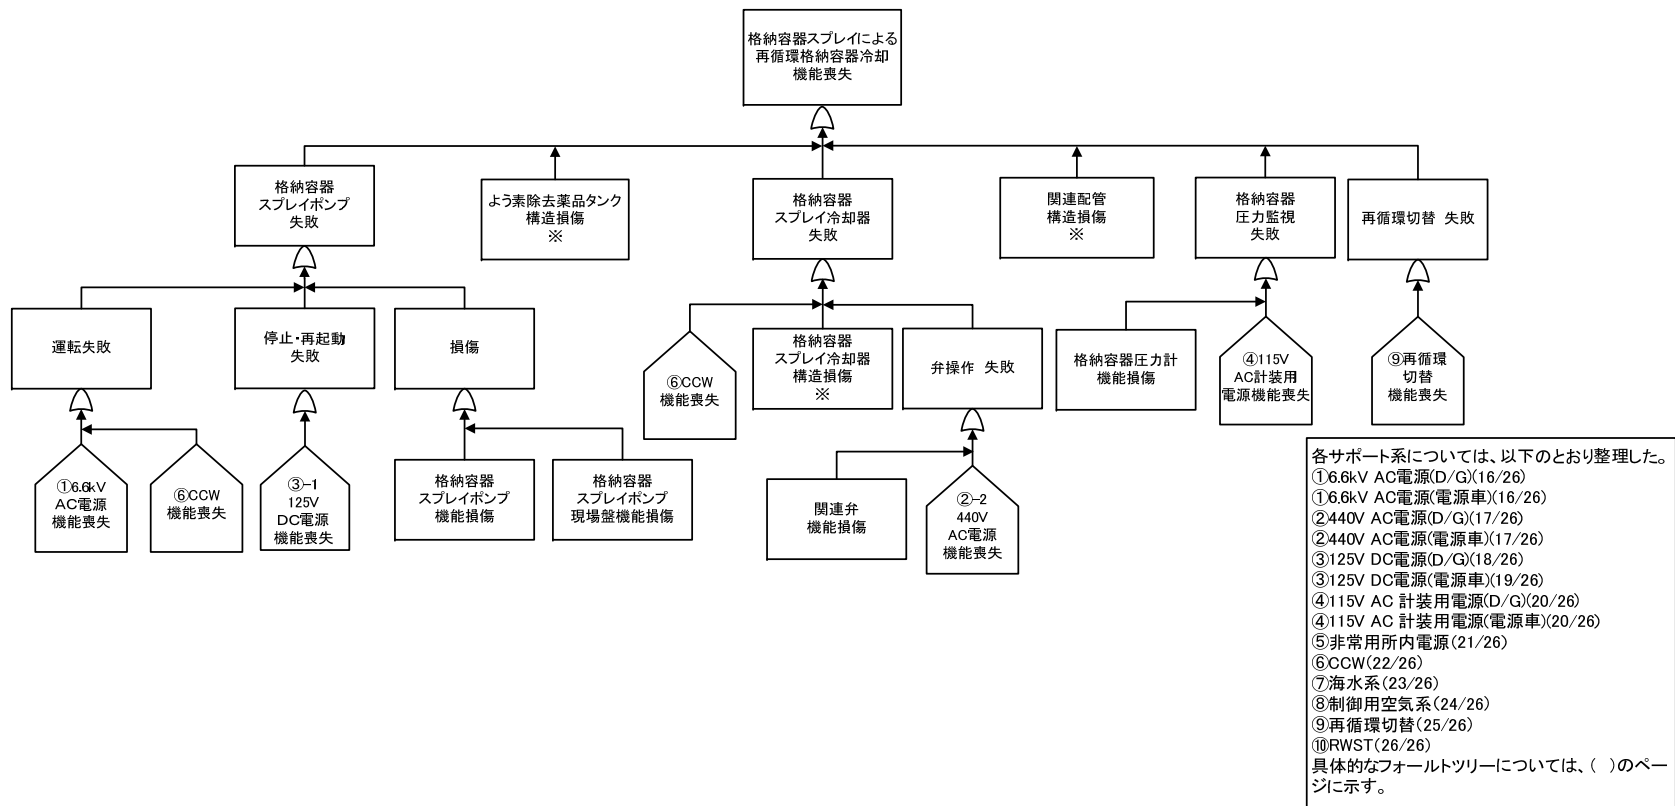 格納容器スプレイによる
再循環格納容器冷却
機能喪失
格納容器
スプレイポンプ
失敗
よう素除去薬品タンク
構造損傷
※
格納容器
スプレイ冷却器
失敗
関連配管
構造損傷
※
格納容器
圧力監視
失敗
再循環切替 失敗
運転失敗
停止・再起動
失敗
損傷
⑥CCW
機能喪失
格納容器
スプレイ冷却器
構造損傷
※
弁操作 失敗
格納容器圧力計
機能損傷
④115V
AC計装用
電源機能喪失
⑨再循環
切替
機能喪失
①6.6kV
AC電源
機能喪失
⑥CCW
機能喪失
③-1
125V
DC電源
機能喪失
格納容器
スプレイポンプ
機能損傷
格納容器
スプレイポンプ
現場盤機能損傷
関連弁
機能損傷
②-2
440V
AC電源
機能喪失
各サポート系については、以下のとおり整理した。
①6.6kV AC電源(D/G)(16/26)
①6.6kV AC電源(電源車)(16/26)
②440V AC電源(D/G)(17/26)
②440V AC電源(電源車)(17/26)
③125V DC電源(D/G)(18/26)
③125V DC電源(電源車)(19/26)
④115V AC 計装用電源(D/G)(20/26)
④115V AC 計装用電源(電源車)(20/26)
⑤非常用所内電源(21/26)
⑥CCW(22/26)
⑦海水系(23/26)
⑧制御用空気系(24/26)
⑨再循環切替(25/26)
⑩RWST(26/26)
具体的なフォールトツリーについては、( )のペー
ジに示す。